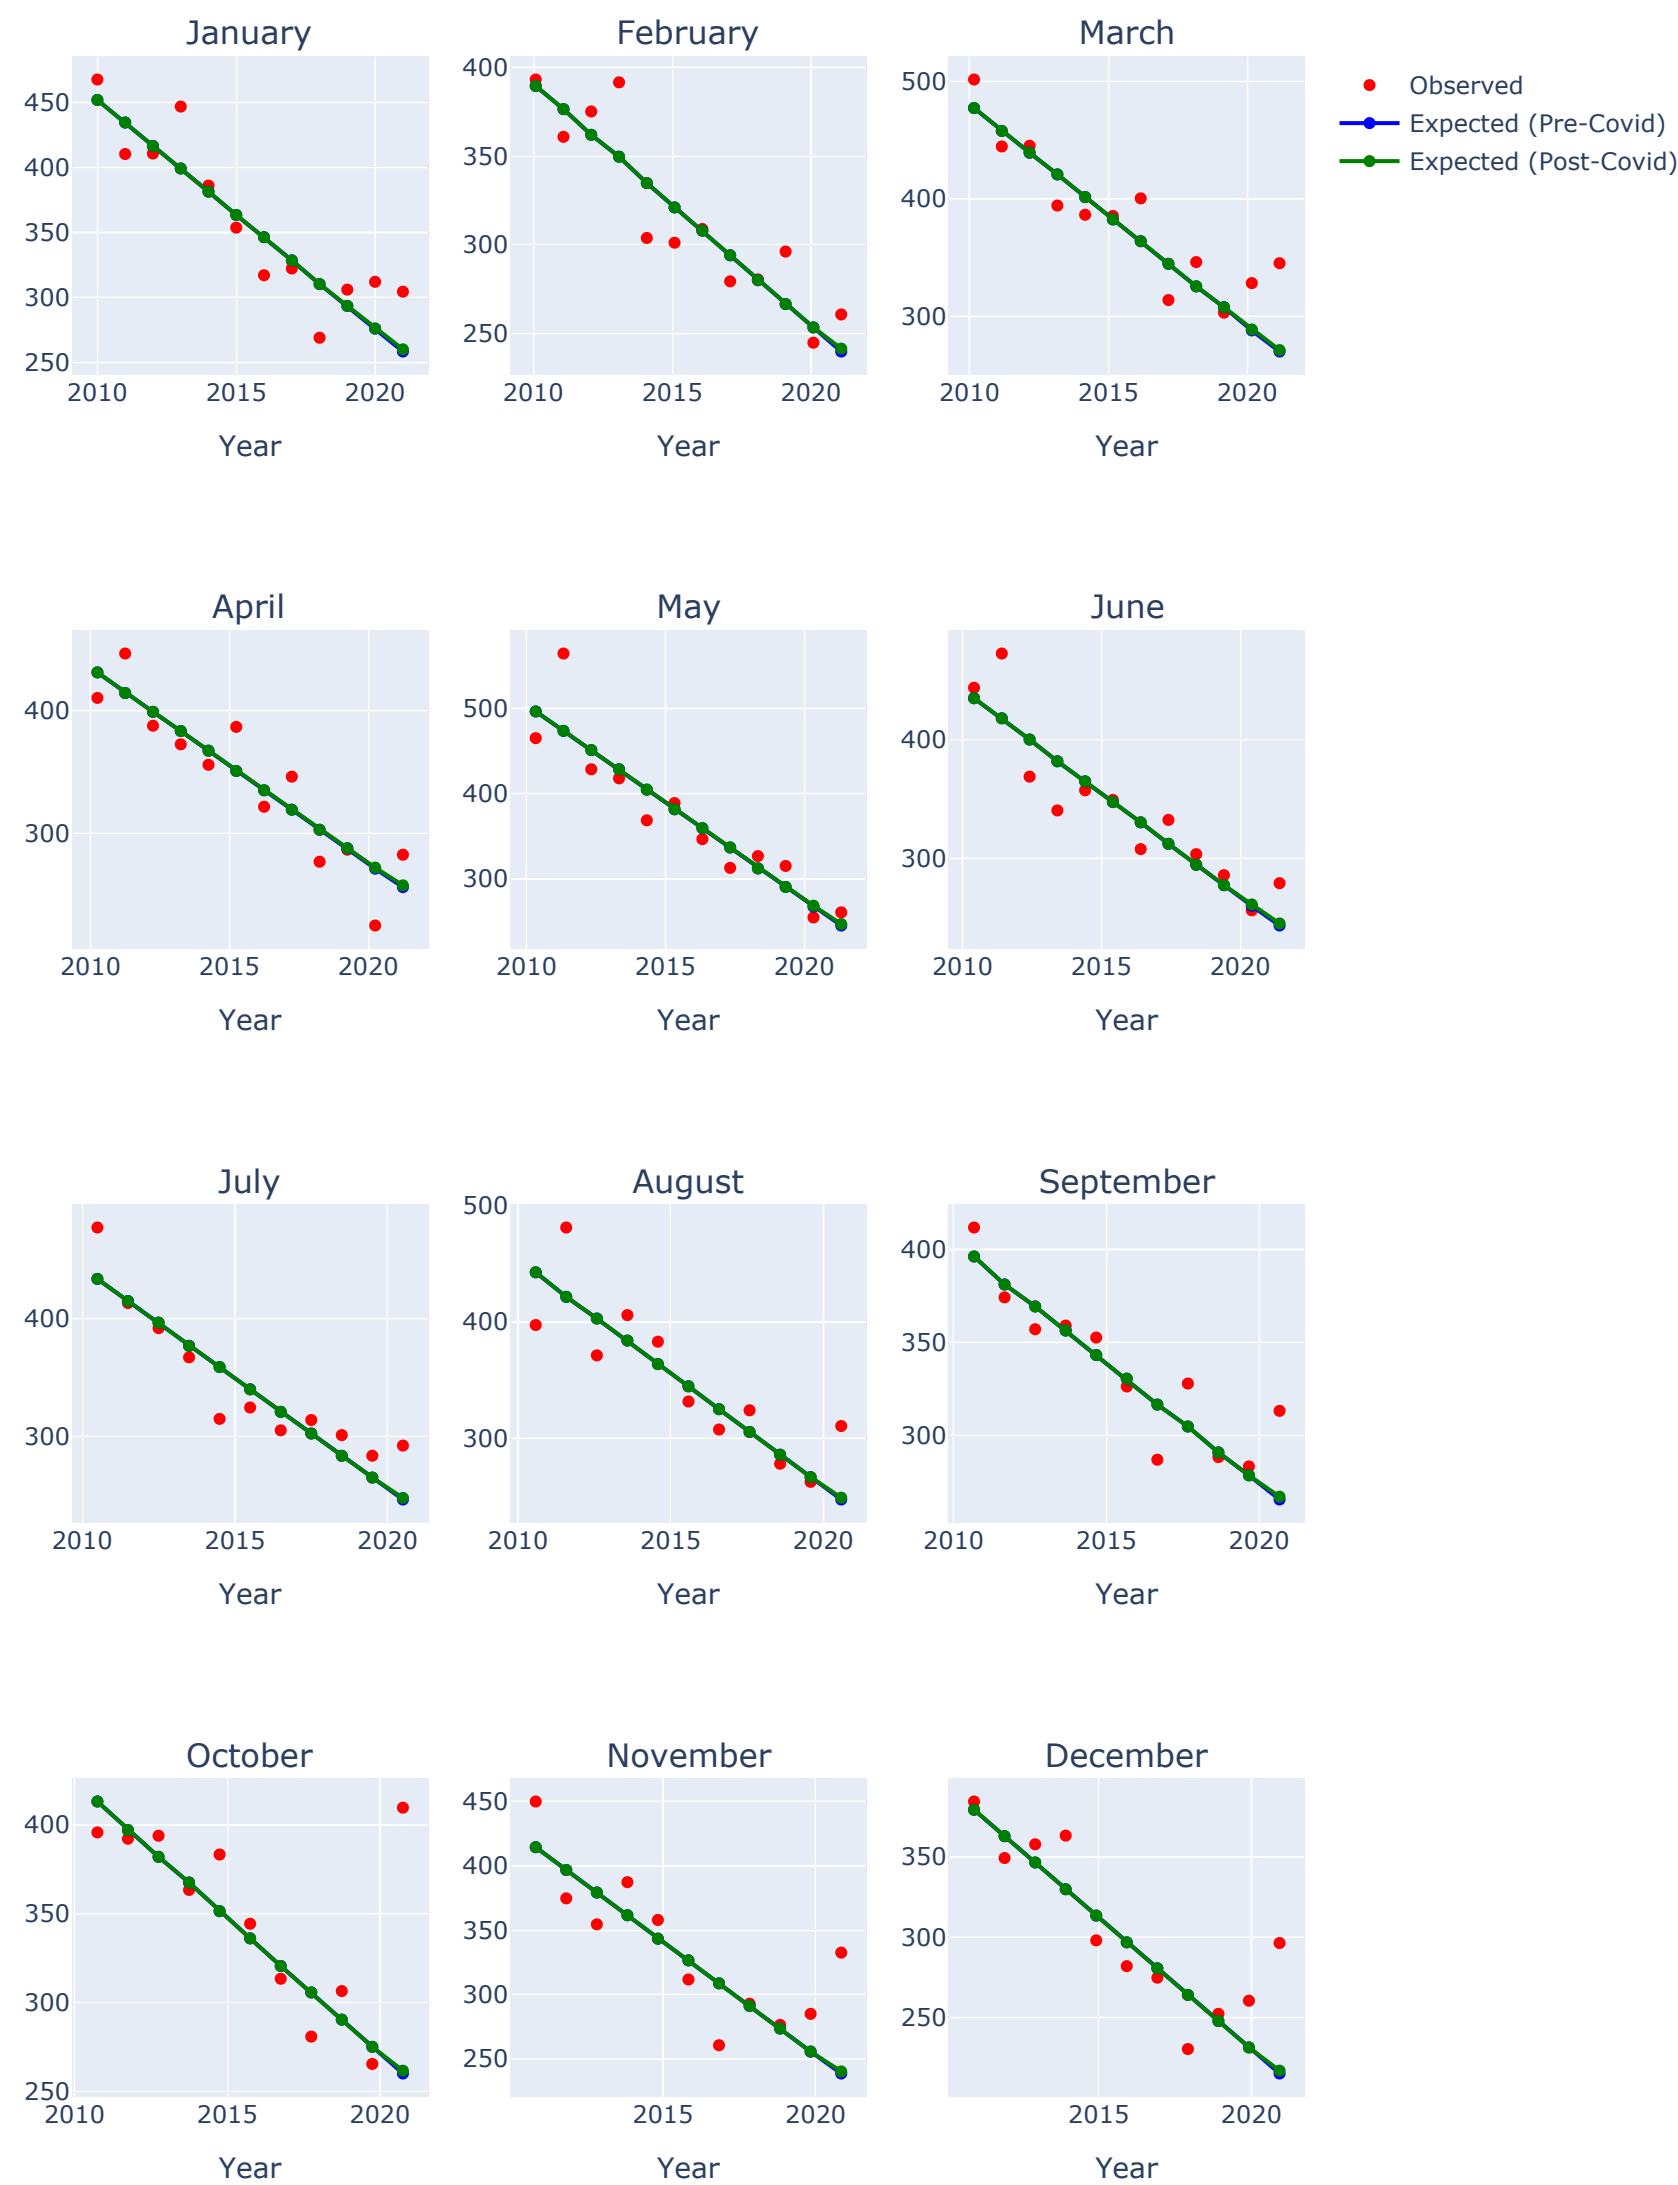 January February March
450
400
350
300
250
2010 2015 2020
Year
400
350
300
250
2010 2015 2020
Year
500
400
300
2010 2015 2020
Year
Observed
Expected (Pre-Covid)
Expected (Post-Covid)
April May June
400
300
2010 2015 2020
Year
500
400
300
2010 2015 2020
Year
400
300
2010 2015 2020
Year
July August September
400
300
2010 2015 2020
Year
500
400
300
2010 2015 2020
Year
400
350
300
2010 2015 2020
Year
October November December
400
350
300
250
2010 2015 2020
Year
450
400
350
300
250
2015 2020
Year
350
300
250
2015 2020
Year